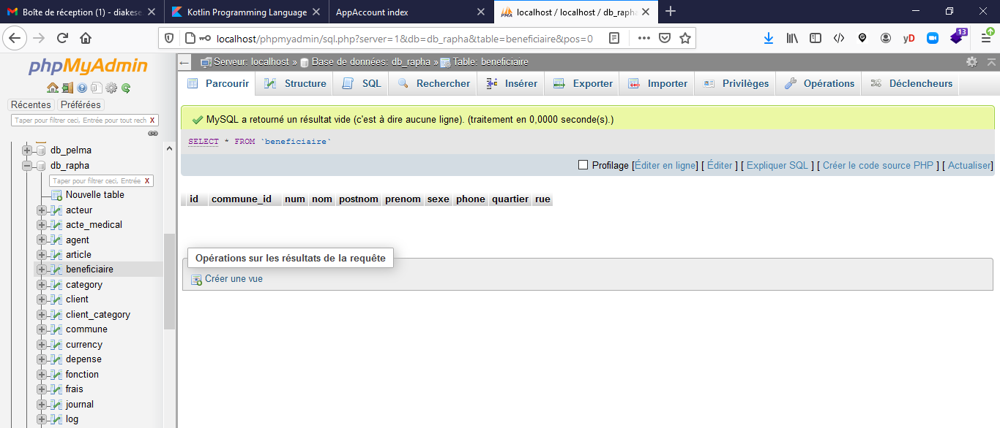 Boîte de réception (1) - diakese
Kotlin Programming Language
AppAccount index
localhost / localhost / db_rapha
localhost/phpmyadmin/sql.php?server=1&db=db_rapha&table=beneficiaire&pos=0
yD
13
phpMyAdmin
Récentes Préférées
Taper pour filtrer ceci, Entrée pour tout rech X
db_pelma
db_rapha
Taper pour filtrer ceci, Entrée X
Nouvelle table
acteur
acte_medical
agent
article
beneficiaire
category
client
client_category
commune
currency
depense
fonction
frais
journal
log
Serveur: localhost » Base de données: db_rapha » Table: beneficiaire
Parcourir Structure SQL Rechercher Insérer Exporter Importer Privilèges Opérations Déclencheurs
MySQL a retourné un résultat vide (c'est à dire aucune ligne). (traitement en 0,0000 seconde(s).)
SELECT * FROM `beneficiaire`
Profilage [Éditer en ligne] [ Éditer ] [ Expliquer SQL ] [ Créer le code source PHP ] [ Actualiser]
id commune_id num nom postnom prenom sexe phone quartier rue
Opérations sur les résultats de la requête
Créer une vue